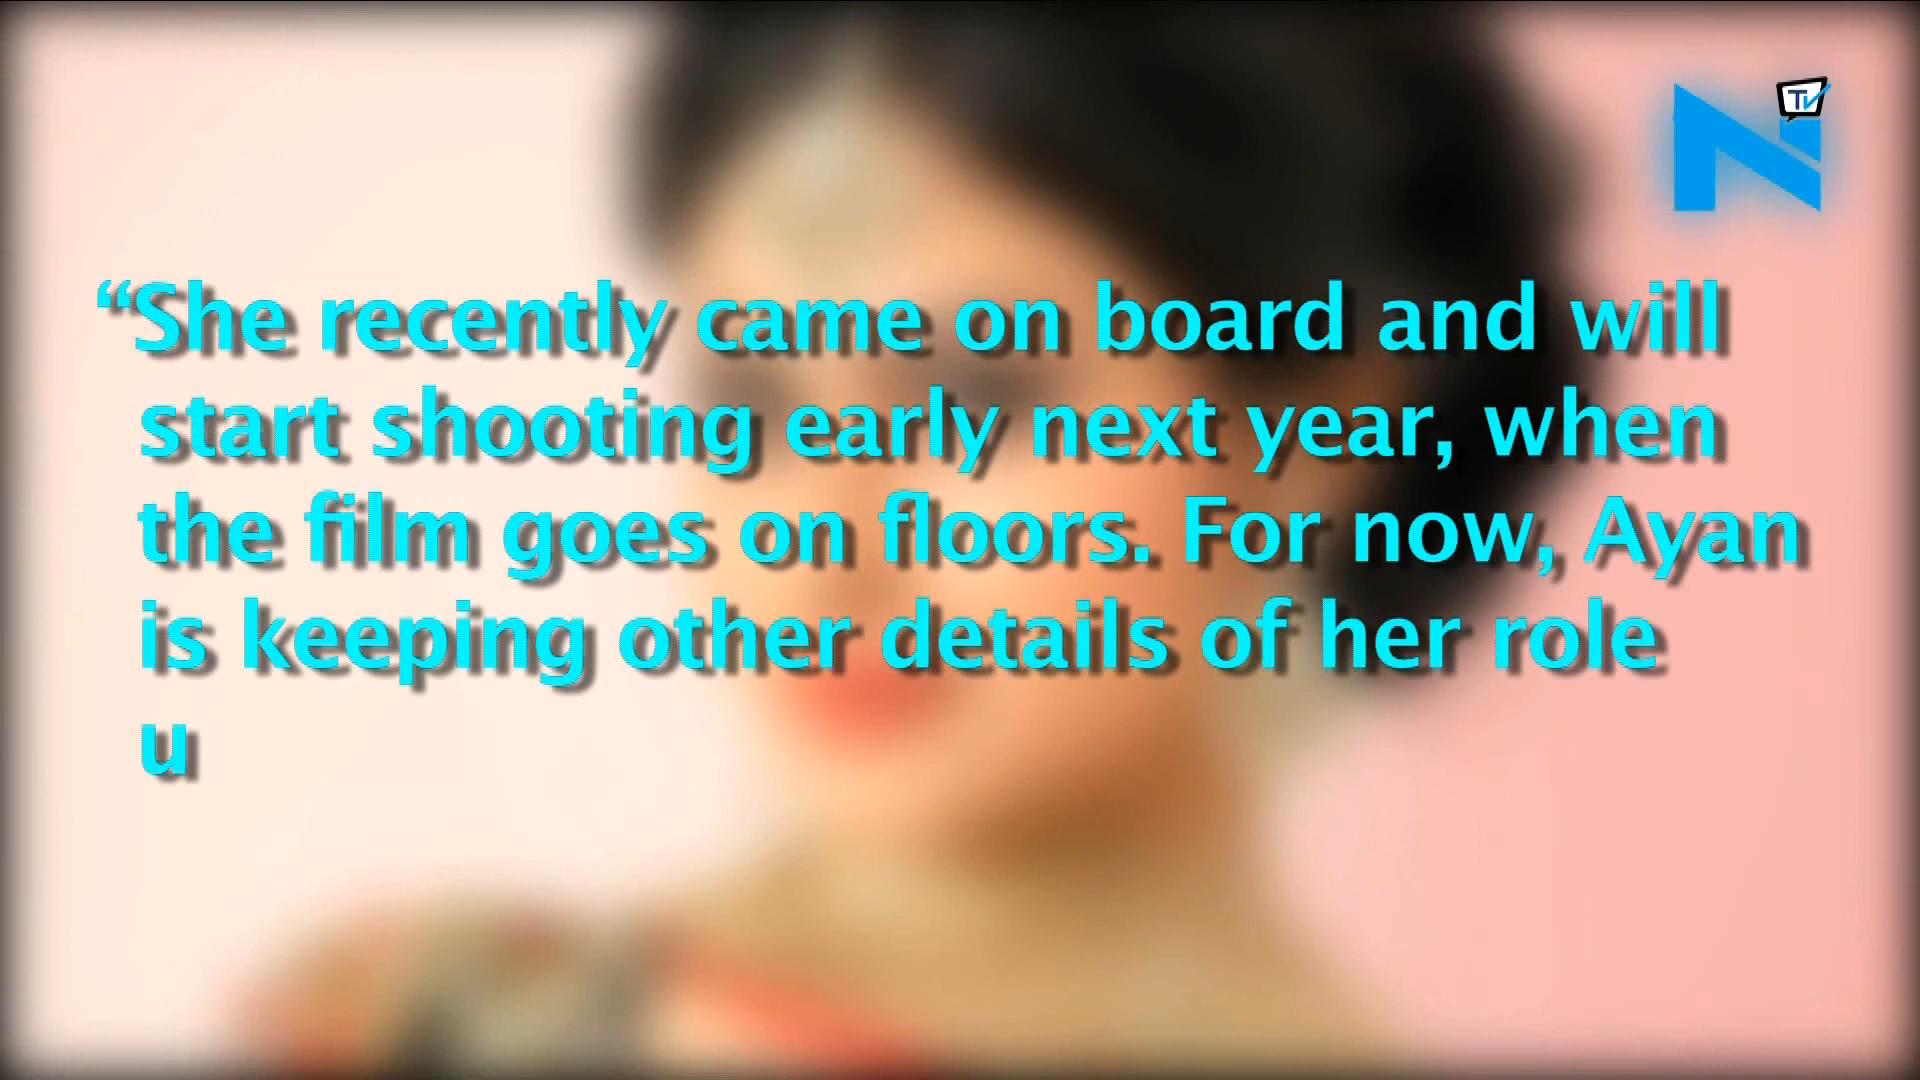 TV
“She recently came on board and will
start shooting early next year, when
the film goes on floors. For now, Ayan
is keeping other details of her role
u